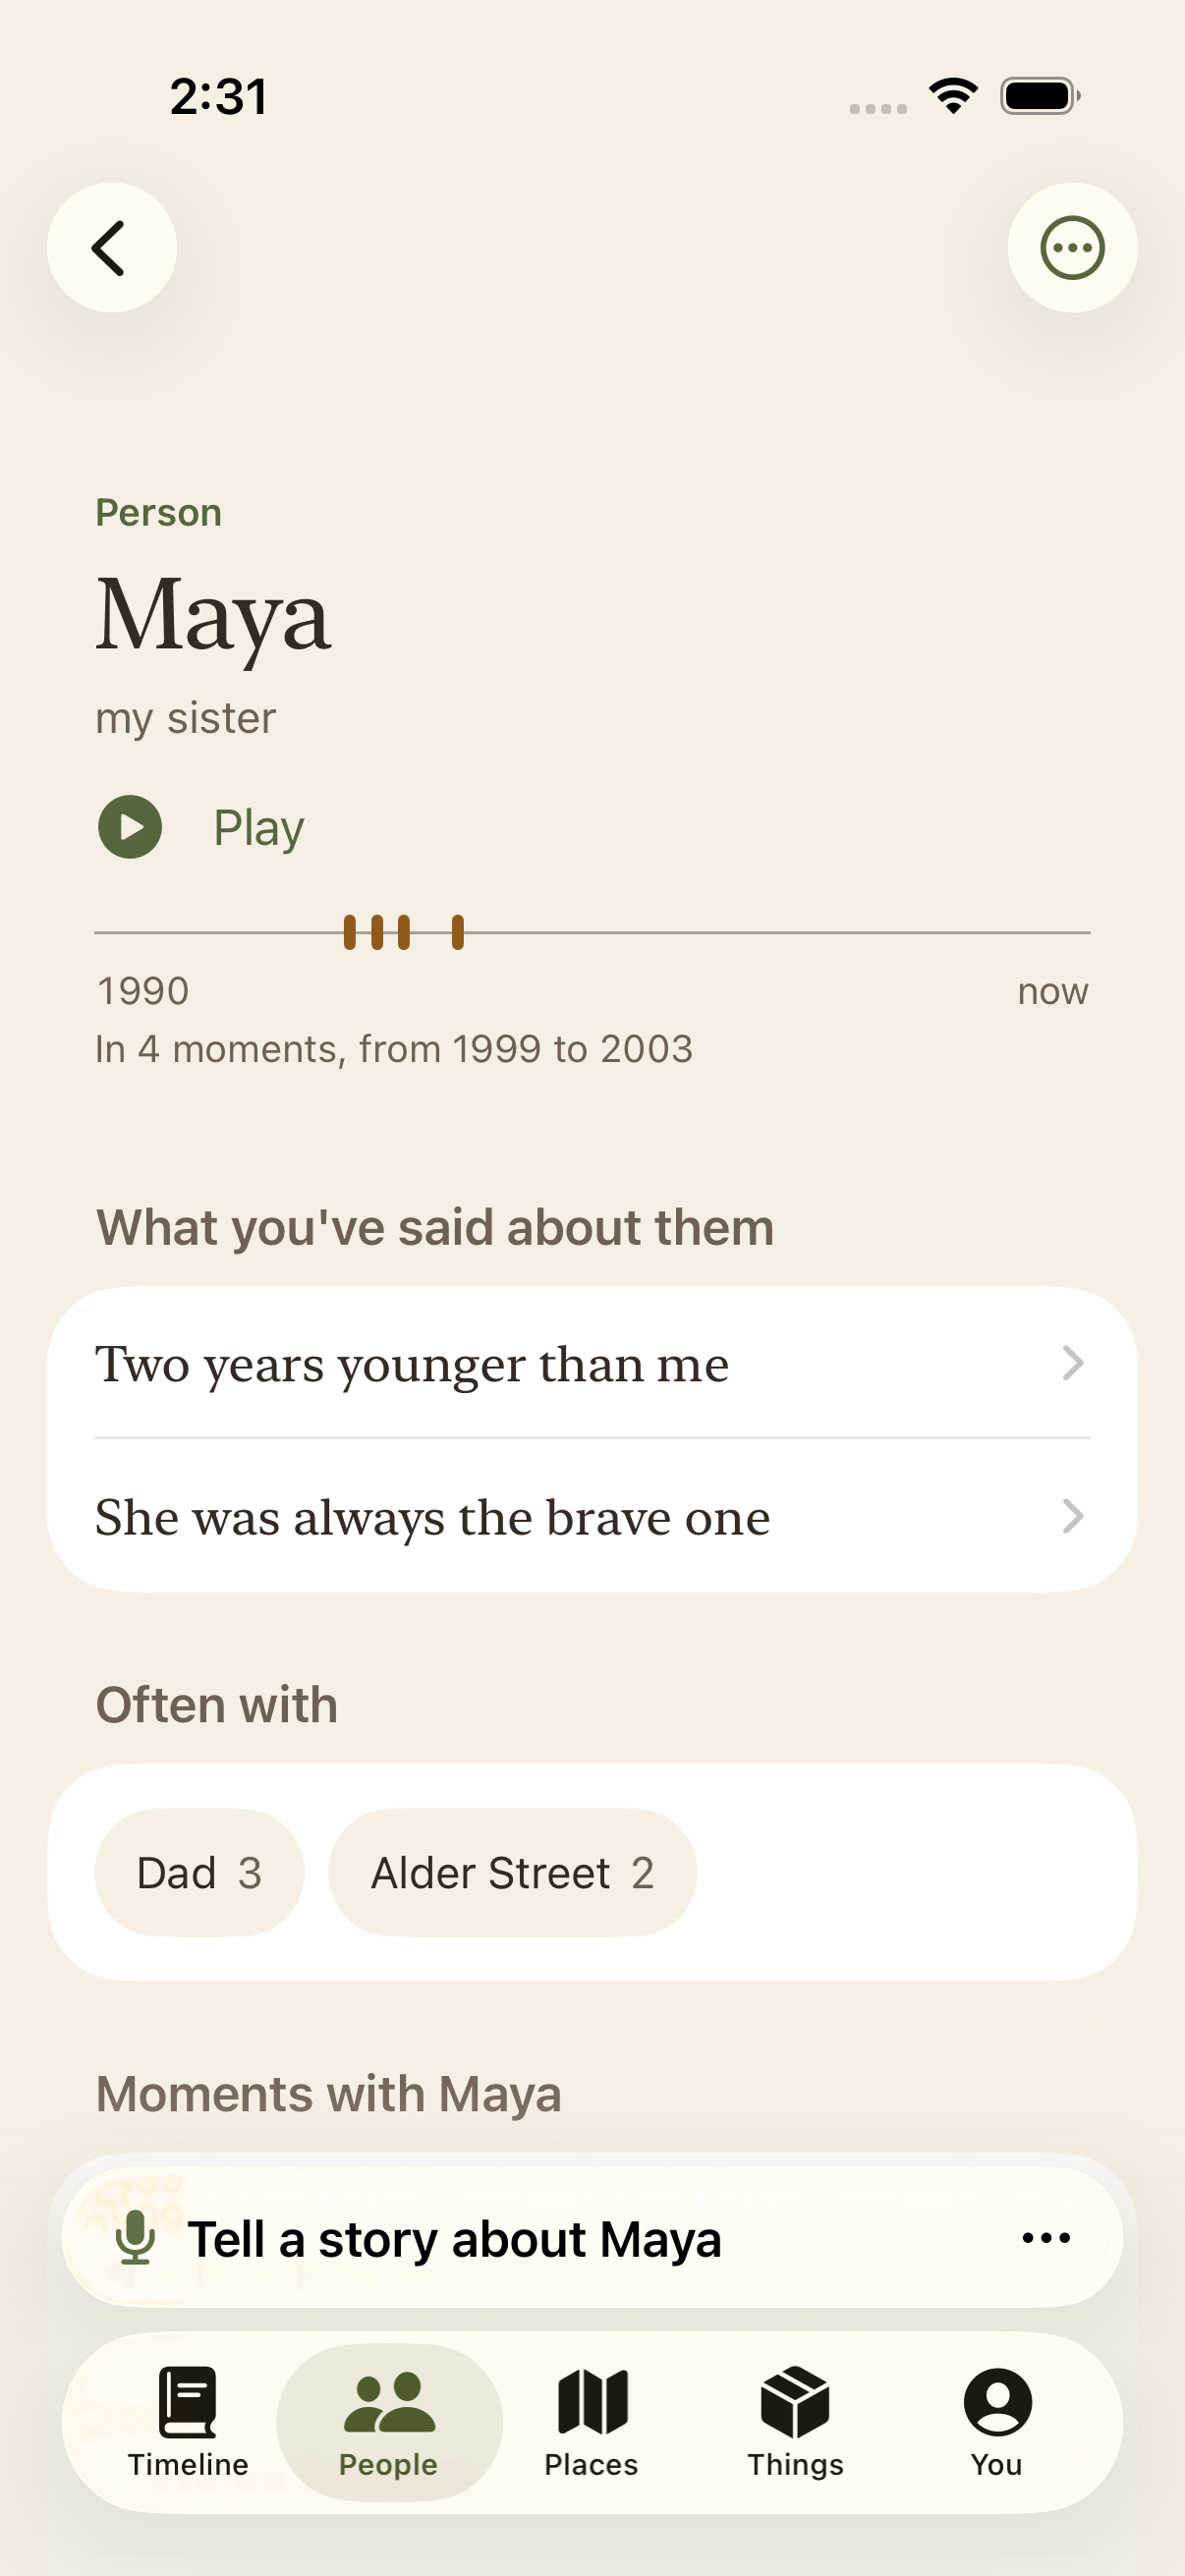 2:31
Person
Maya
my sister
Play
1990 now
In 4 moments, from 1999 to 2003
What you've said about them
Two years younger than me
She was always the brave one
Often with
Dad 3 Alder Street 2
Moments with Maya
Tell a story about Maya
Timeline People Places Things You